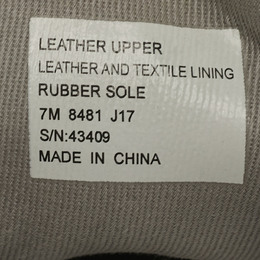 LEATHER UPPER
LEATHER AND TEXTILE LINING
RUBBER SOLE
7M 8481 J17
S/N:43409
MADE IN CHINA